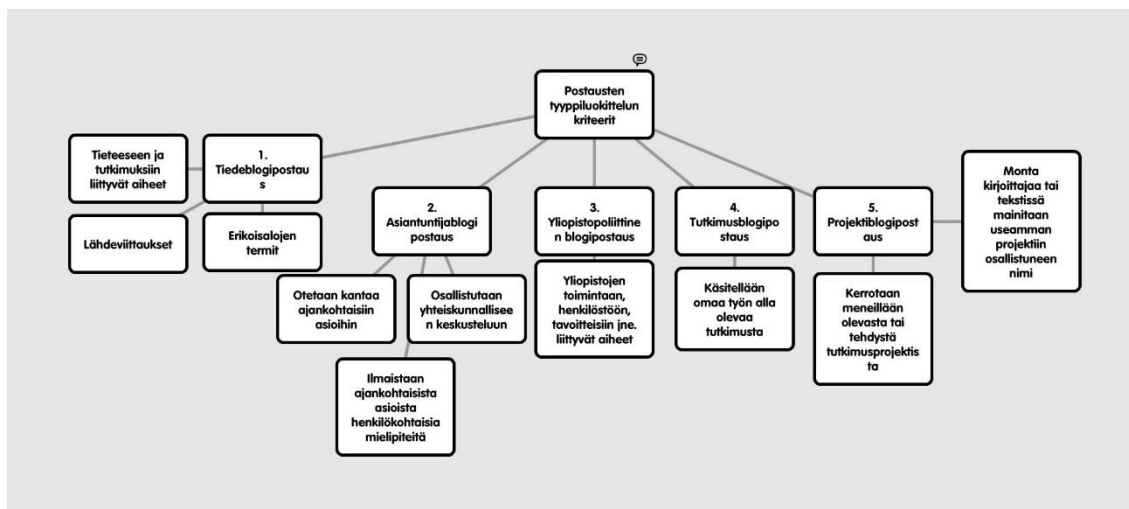 Postausten
tyyppiluokittelun
kriteerit
Tieteeseen ja
tutkimuksiin
liittyvät aiheet
1.
Tiedeblogipostau
s
Lähdeviittaukset
Erikoisalojen
termit
2.
Asiantuntijablogi
postaus
Otetaan kantaa
ajankohtaisiin
asioihin
Osallistutaan
yhteiskunnallisee
n keskusteluun
Ilmaistaan
ajankohtaisista
asioista
henkilökohtaisia
mielipiteitä
3.
Yliopistopoliittine
n blogipostaus
Yliopistojen
toimintaan,
henkilöstöön,
tavoitteisiin jne.
liittyvät aiheet
4.
Tutkimusblogipo
staus
Käsitellään
omaa työn alla
olevaa
tutkimusta
5.
Projektiblogipost
aus
Monta
kirjoittajaa tai
tekstissä
mainitaan
useamman
projektiin
osallistuneen
nimi
Kerrotaan
meneillään
olevasta tai
tehdystä
tutkimusprojektis
ta